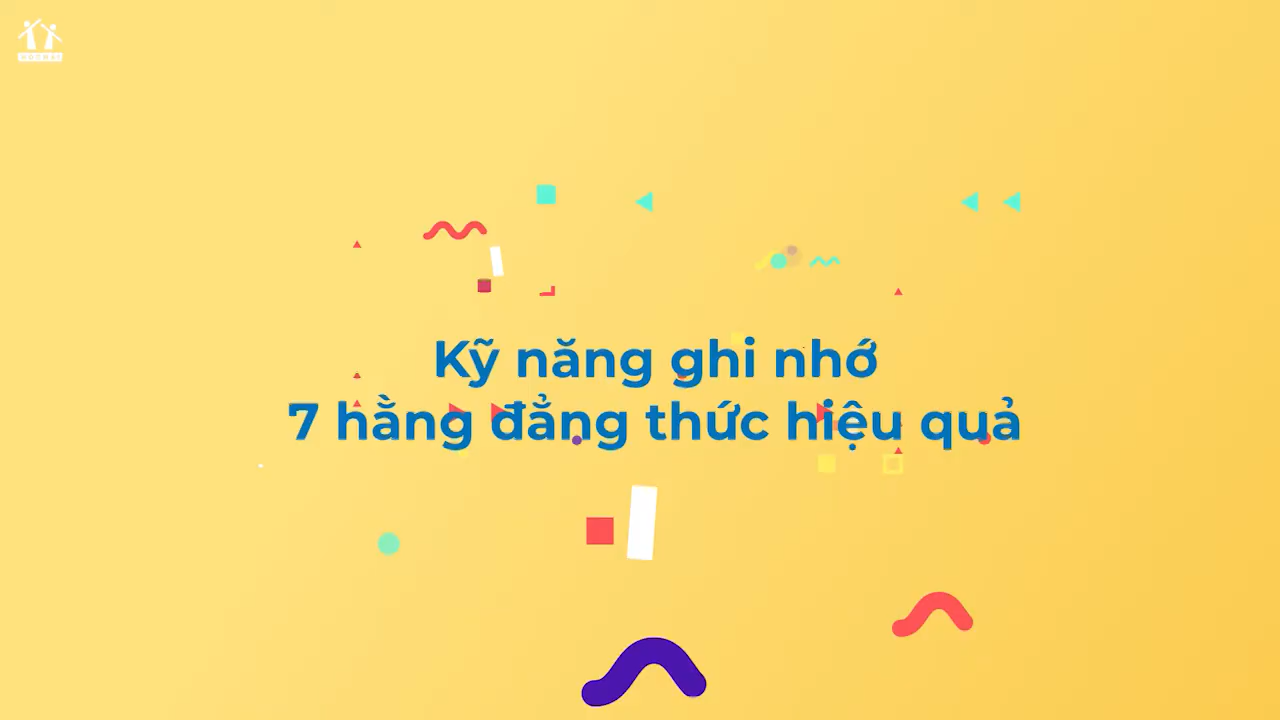 Kỹ năng ghi nhớ
7 hằng đẳng thức hiệu quả